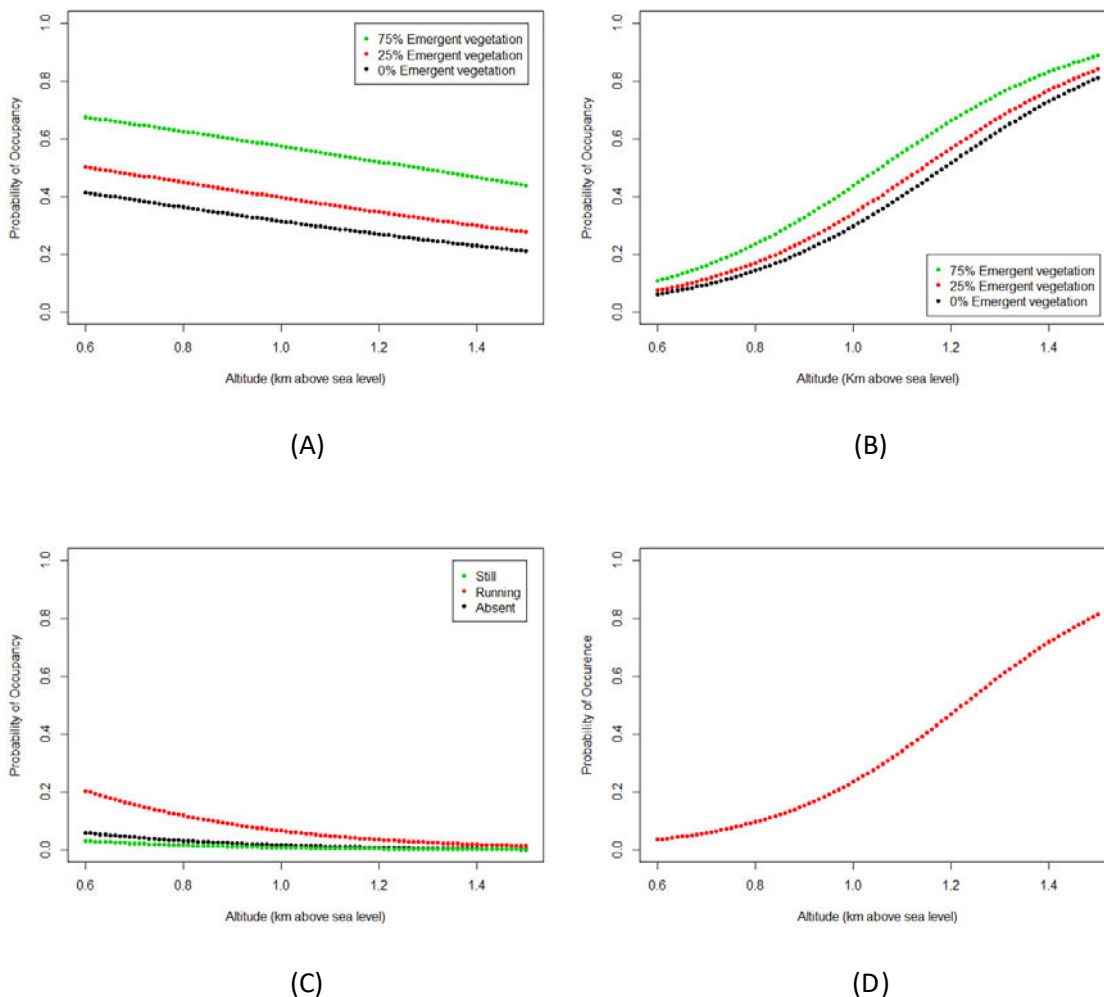 75% Emergent vegetation
25% Emergent vegetation
0% Emergent vegetation
Probability of Occupancy
0.0 0.2 0.4 0.6 0.8 1.0
0.6 0.8 1.0 1.2 1.4
Altitude (km above sea level)
(A)
Probability of Occupancy
0.0 0.2 0.4 0.6 0.8 1.0
75% Emergent vegetation
25% Emergent vegetation
0% Emergent vegetation
0.6 0.8 1.0 1.2 1.4
Altitude (Km above sea level)
(B)
Still
Running
Absent
Probability of Occupancy
0.0 0.2 0.4 0.6 0.8 1.0
0.6 0.8 1.0 1.2 1.4
Altitude (km above sea level)
(C)
Probability of Occurence
0.0 0.2 0.4 0.6 0.8 1.0
0.6 0.8 1.0 1.2 1.4
Altitude (km above sea level)
(D)